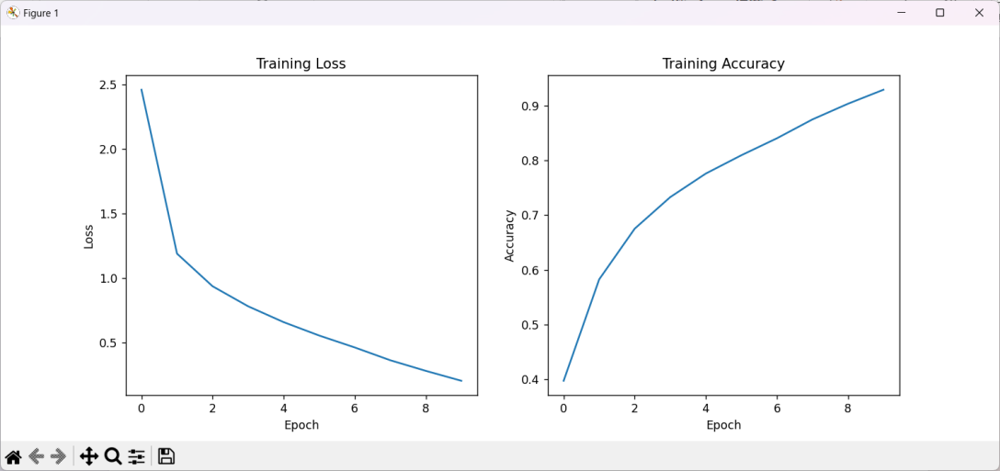 Figure 1
Training Loss
2.5
2.0
1.5
1.0
0.5
Loss
0 2 4 6 8
Epoch
Training Accuracy
0.9
0.8
0.7
0.6
0.5
0.4
Accuracy
0 2 4 6 8
Epoch